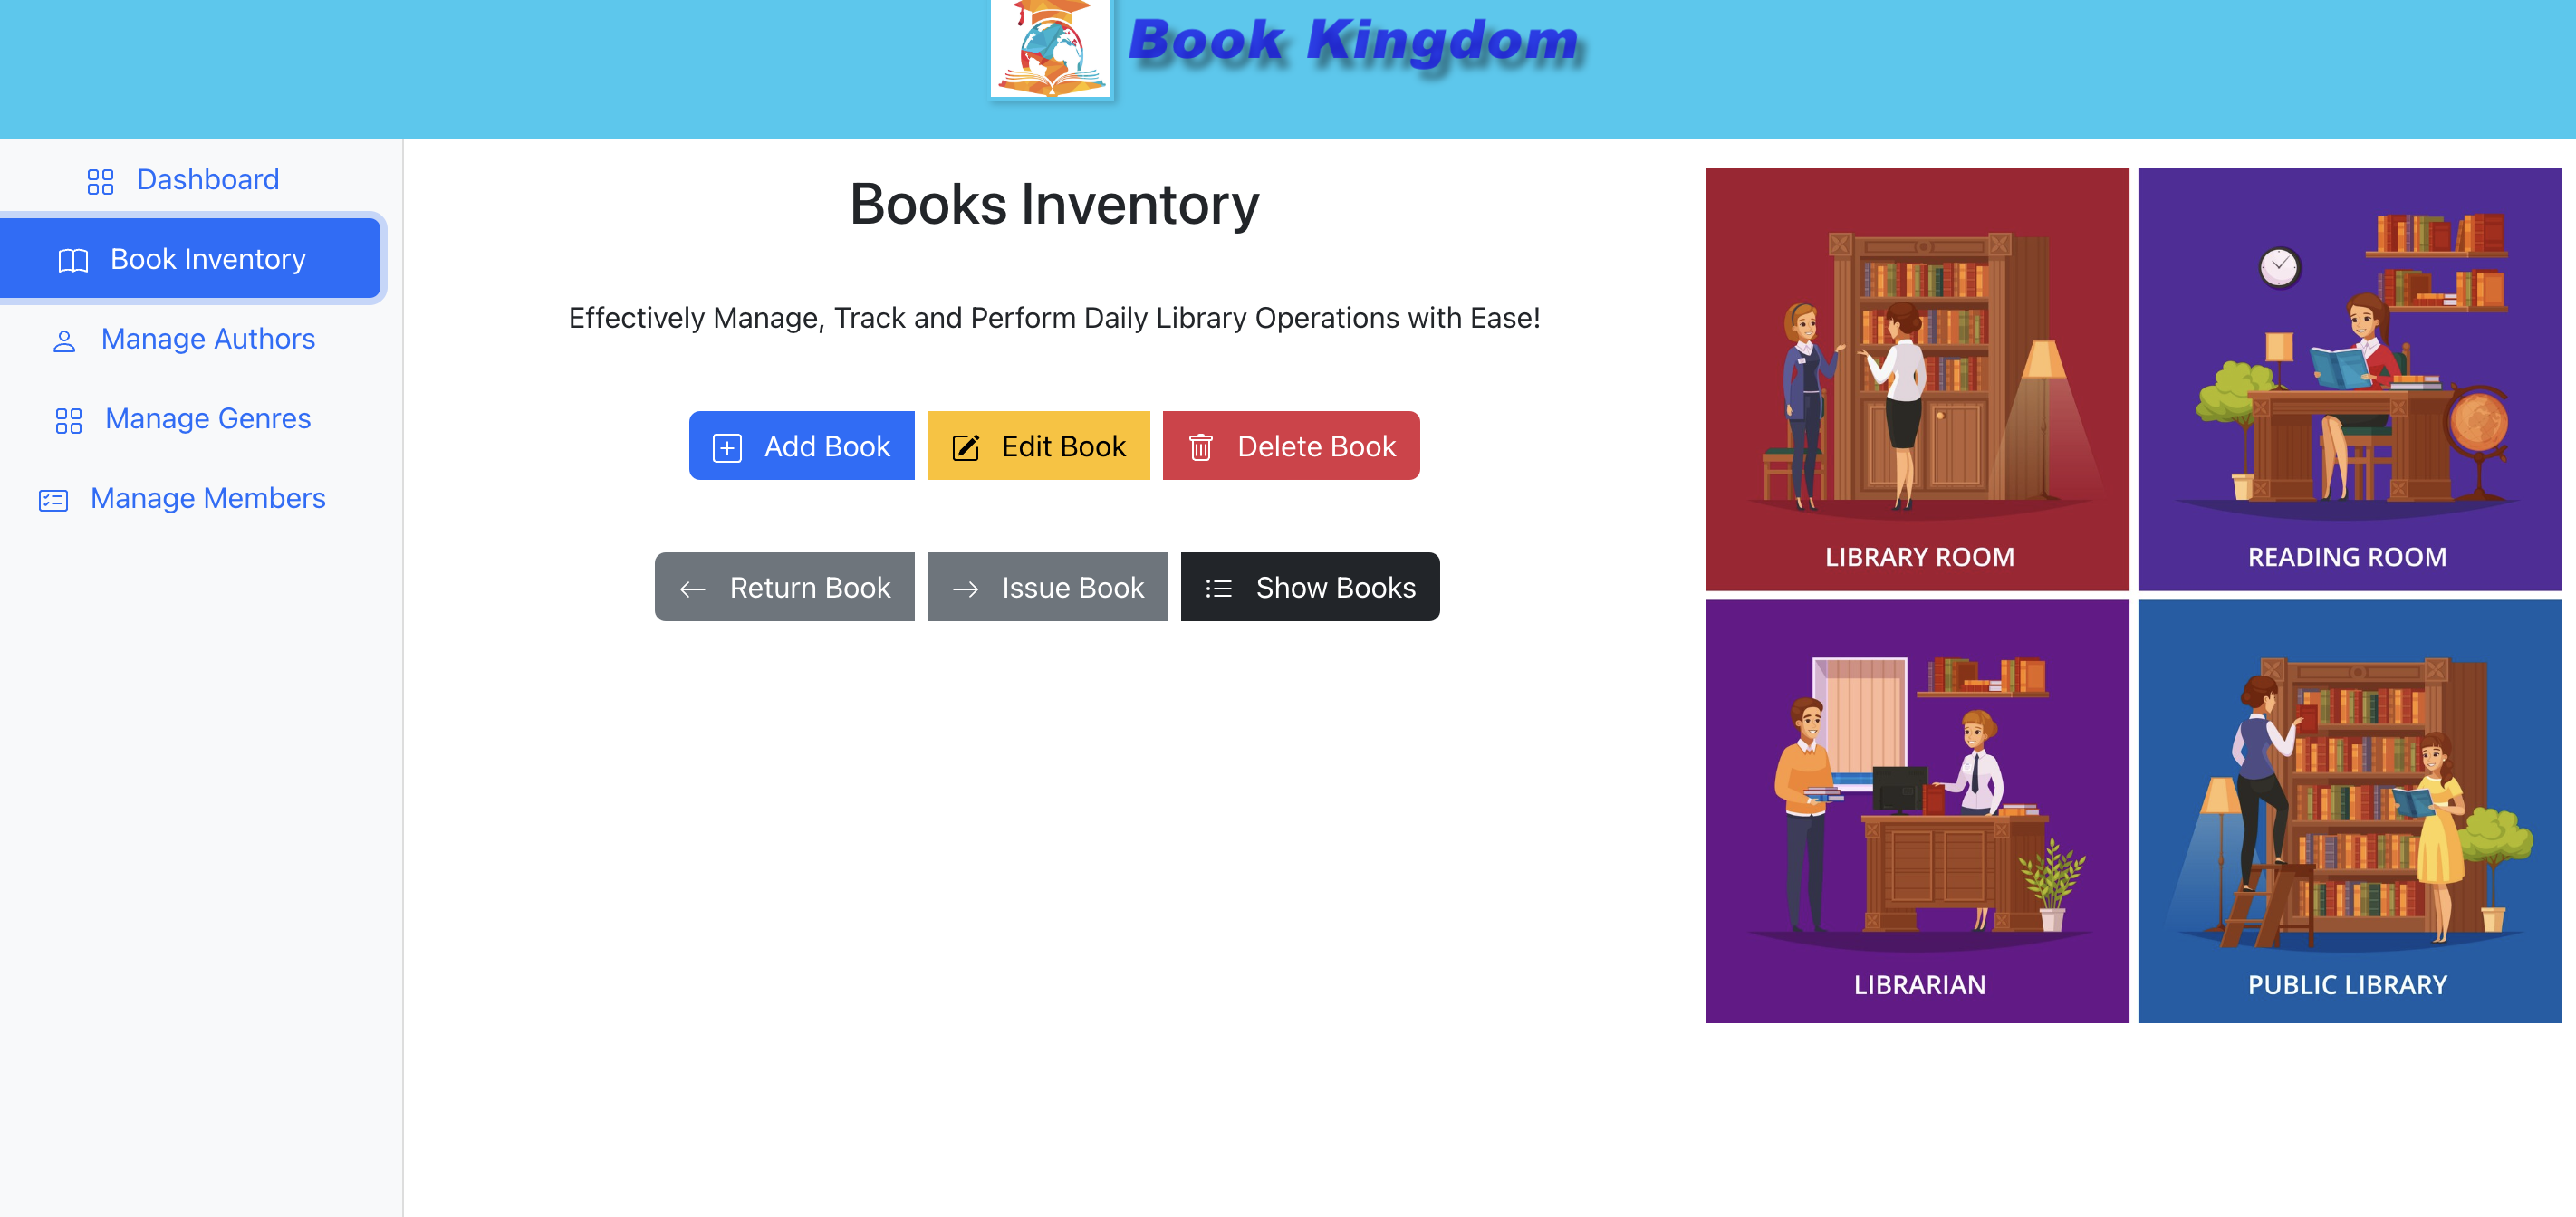 Book Kingdom
Dashboard
Book Inventory
Manage Authors
Manage Genres
Manage Members
Books Inventory
Effectively Manage, Track and Perform Daily Library Operations with Ease!
Add Book
Edit Book
Delete Book
Return Book
Issue Book
Show Books
LIBRARY ROOM
READING ROOM
LIBRARIAN
PUBLIC LIBRARY